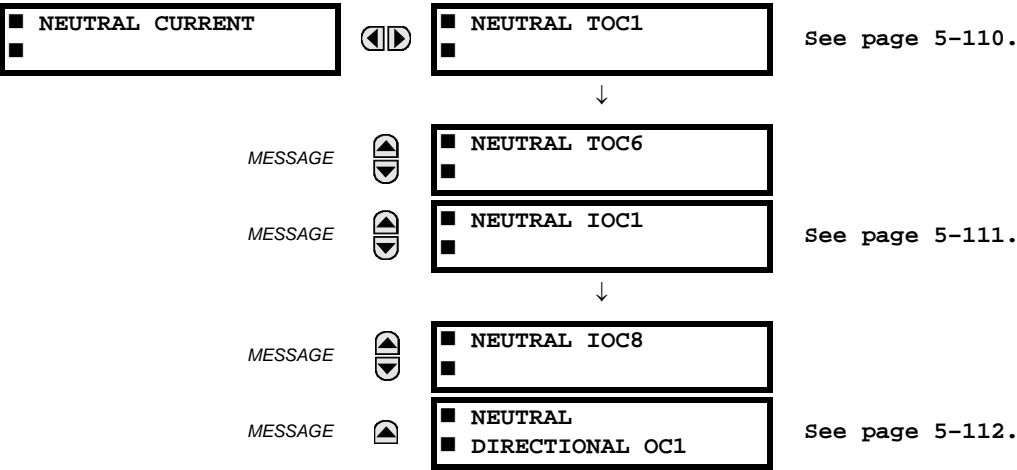 ■ NEUTRAL CURRENT
■
■ NEUTRAL TOC1
■
See page 5-110.
↓
MESSAGE
■ NEUTRAL TOC6
■
MESSAGE
■ NEUTRAL IOC1
■
See page 5-111.
↓
MESSAGE
■ NEUTRAL IOC8
■
MESSAGE
■ NEUTRAL
■ DIRECTIONAL OC1
See page 5-112.